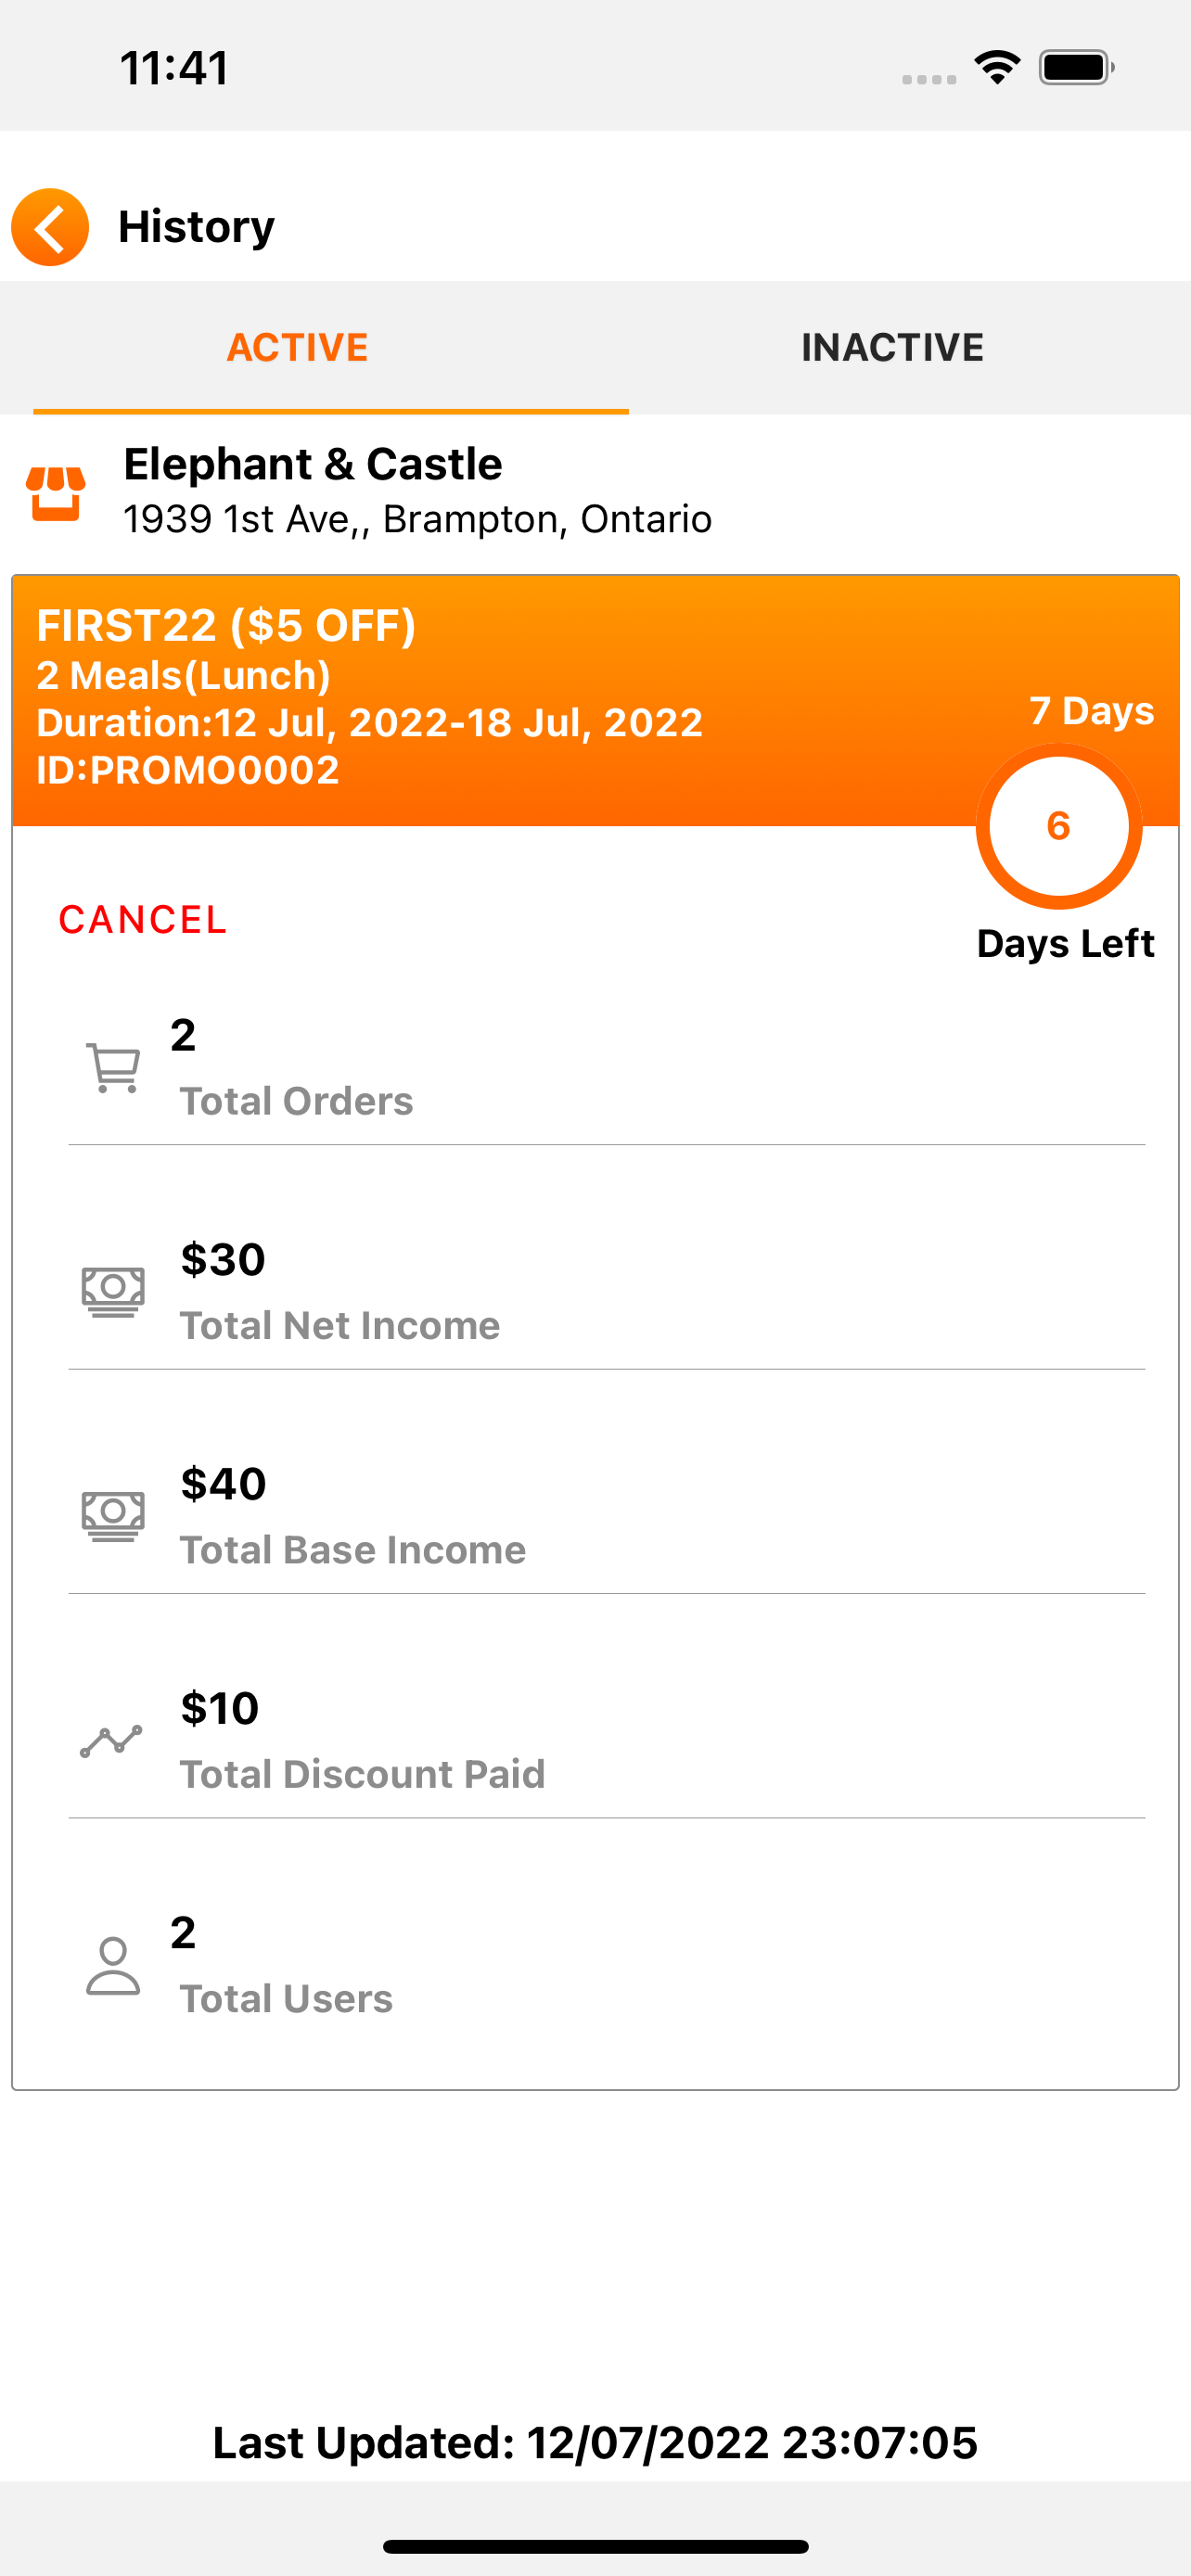 11:41
History
ACTIVE
INACTIVE
Elephant & Castle
1939 1st Ave,, Brampton, Ontario
FIRST22 ($5 OFF)
2 Meals(Lunch)
Duration:12 Jul, 2022-18 Jul, 2022
ID:PROMO0002
7 Days
6
Days Left
CANCEL
2
Total Orders
$30
Total Net Income
$40
Total Base Income
$10
Total Discount Paid
2
Total Users
Last Updated: 12/07/2022 23:07:05